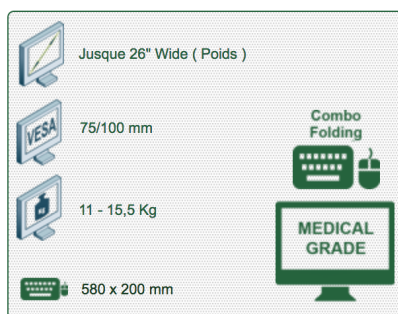 Jusque 26" Wide ( Poids )
VESA
75/100 mm
Combo
Folding
KG
11 - 15,5 Kg
MEDICAL
GRADE
580 x 200 mm